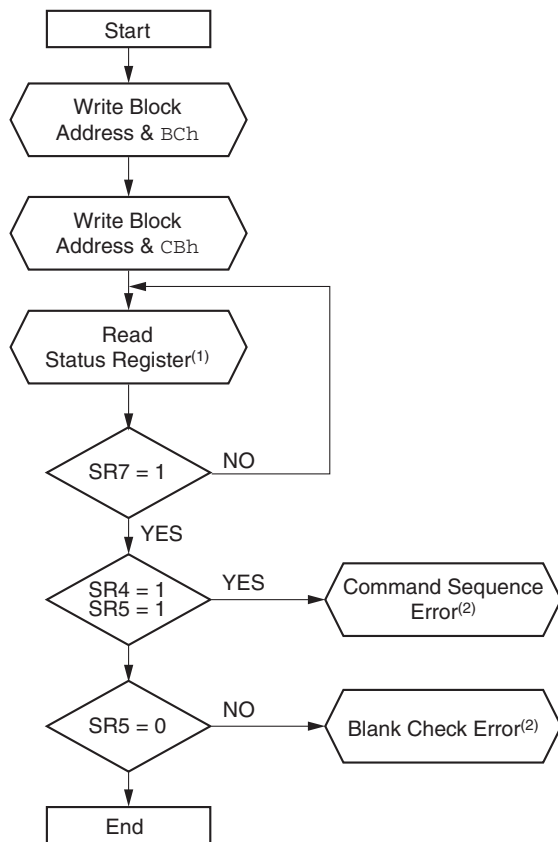 Start
Write Block
Address & BCh
Write Block
Address & CBh
Read
Status Register(1)
SR7 = 1
NO
YES
SR4 = 1
SR5 = 1
YES
Command Sequence
Error(2)
SR5 = 0
NO
Blank Check Error(2)
End